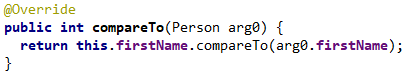 @Override
public int compareTo(Person arg0) {
  return this.firstName.compareTo(arg0.firstName);
}